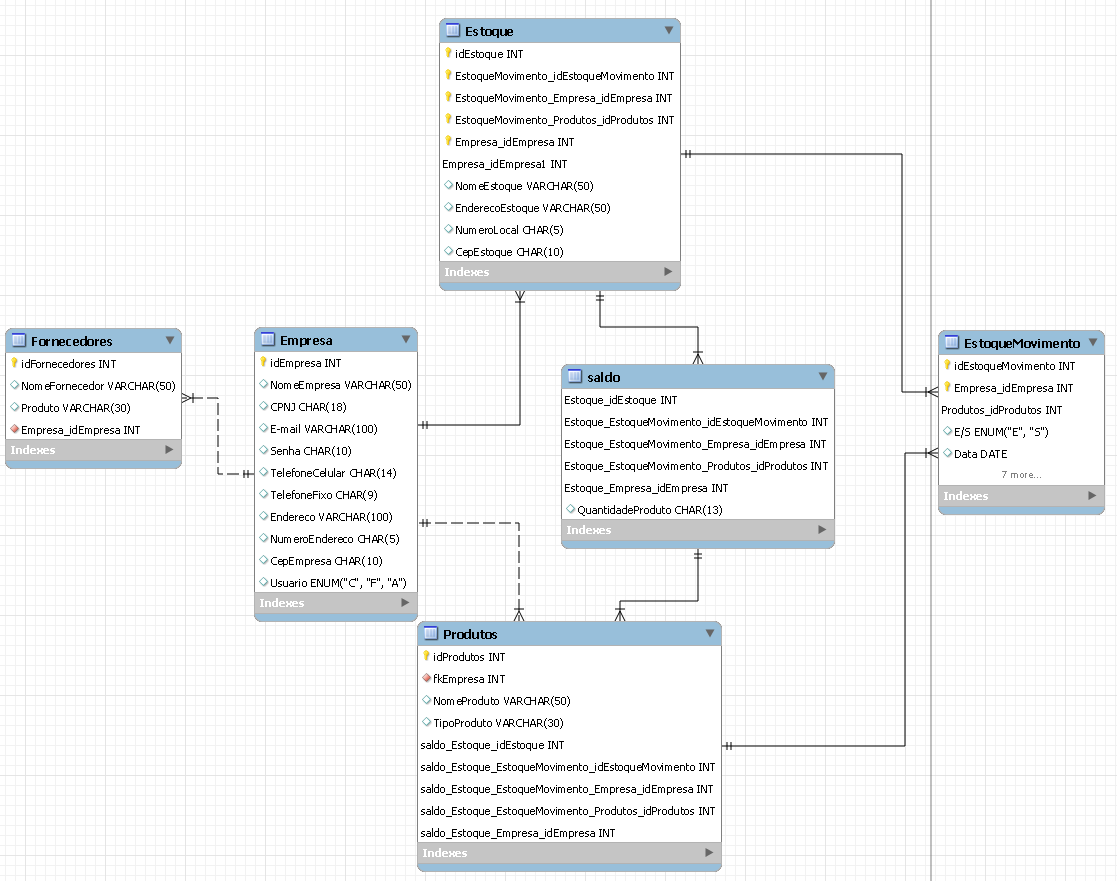 Estoque
idEstoque INT
EstoqueMovimento_idEstoqueMovimento INT
EstoqueMovimento_Empresa_idEmpresa INT
EstoqueMovimento_Produtos_idProdutos INT
Empresa_idEmpresa INT
Empresa_idEmpresa1 INT
NomeEstoque VARCHAR(50)
EnderecoEstoque VARCHAR(50)
NumeroLocal CHAR(5)
CepEstoque CHAR(10)
Indexes
Fornecedores
idFornecedores INT
NomeFornecedor VARCHAR(50)
Produto VARCHAR(30)
Empresa_idEmpresa INT
Indexes
Empresa
idEmpresa INT
NomeEmpresa VARCHAR(50)
CPNJ CHAR(18)
E-mail VARCHAR(100)
Senha CHAR(10)
TelefoneCelular CHAR(14)
TelefoneFixo CHAR(9)
Endereco VARCHAR(100)
NumeroEndereco CHAR(5)
CepEmpresa CHAR(10)
Usuario ENUM("C", "F", "A")
Indexes
saldo
Estoque_idEstoque INT
Estoque_EstoqueMovimento_idEstoqueMovimento INT
Estoque_EstoqueMovimento_Empresa_idEmpresa INT
Estoque_EstoqueMovimento_Produtos_idProdutos INT
Estoque_Empresa_idEmpresa INT
QuantidadeProduto CHAR(13)
Indexes
EstoqueMovimento
idEstoqueMovimento INT
Empresa_idEmpresa INT
Produtos_idProdutos INT
E/S ENUM("E", "S")
Data DATE
7 more...
Indexes
Produtos
idProdutos INT
fkEmpresa INT
NomeProduto VARCHAR(50)
TipoProduto VARCHAR(30)
saldo_Estoque_idEstoque INT
saldo_Estoque_EstoqueMovimento_idEstoqueMovimento INT
saldo_Estoque_EstoqueMovimento_Empresa_idEmpresa INT
saldo_Estoque_EstoqueMovimento_Produtos_idProdutos INT
saldo_Estoque_Empresa_idEmpresa INT
Indexes